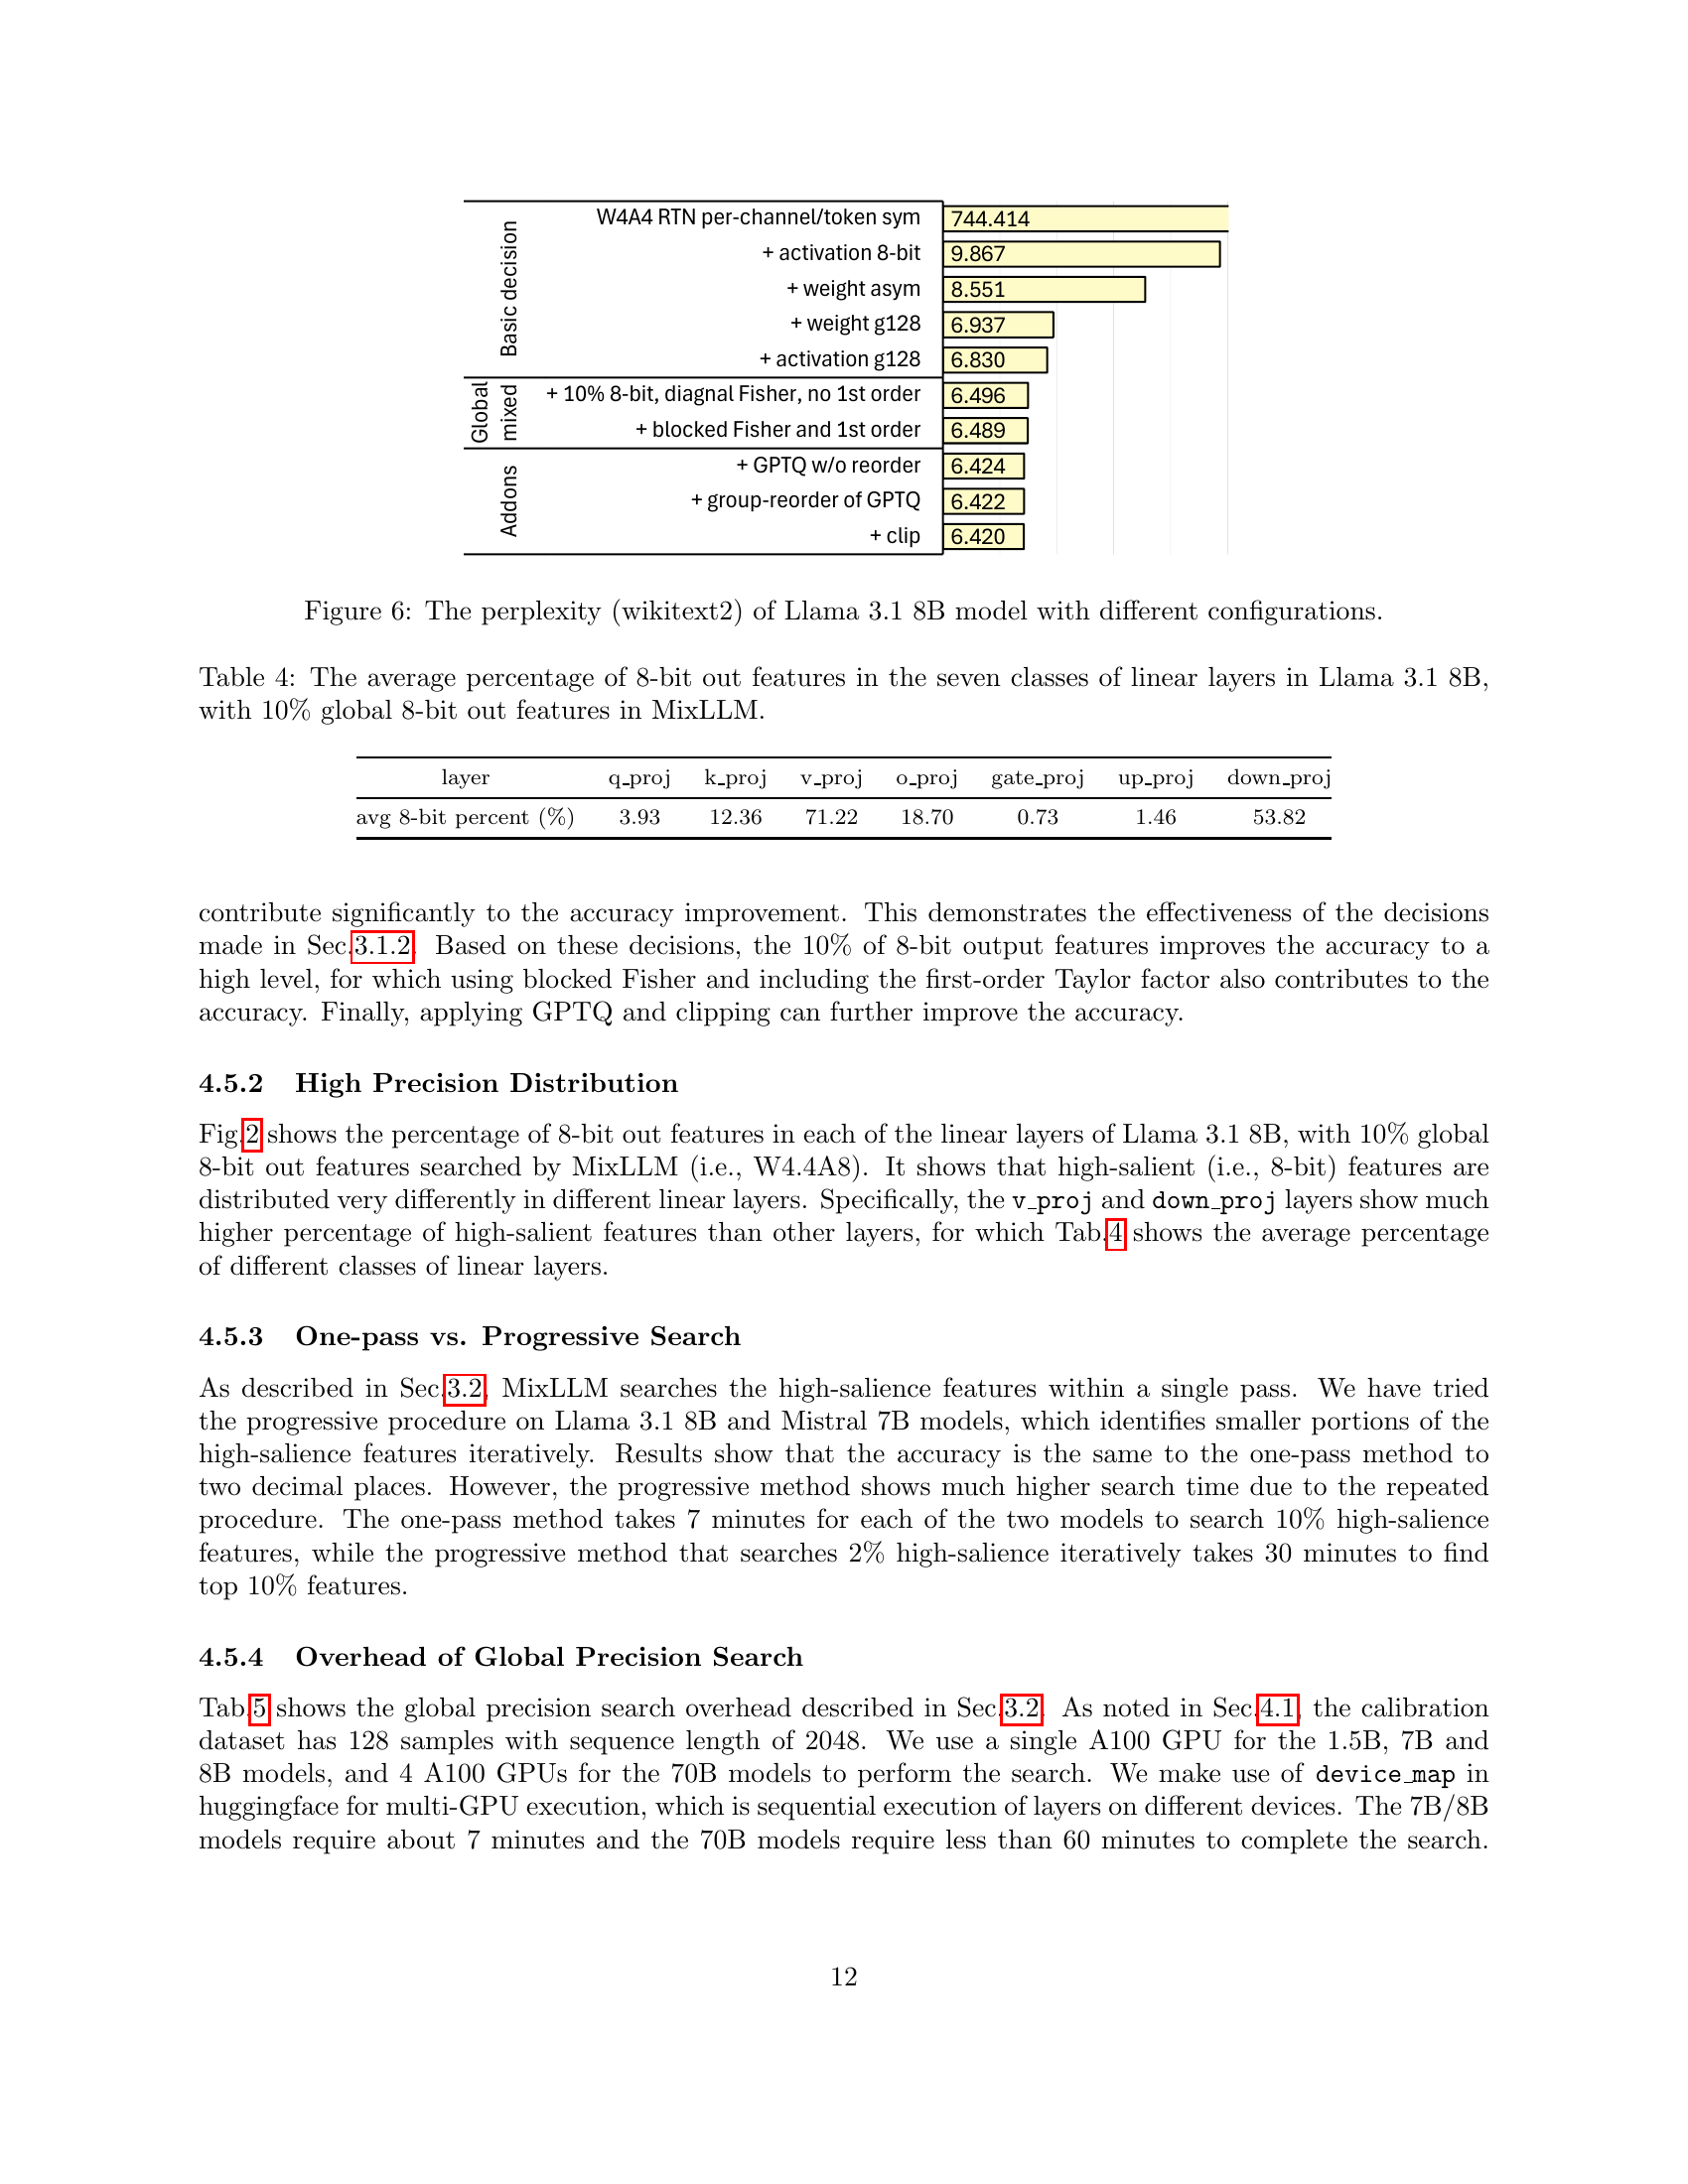 W4A4 RTN per-channel/token sym 744.414
+ activation 8-bit 9.867
+ weight asym 8.551
+ weight g128 6.937
+ activation g128 6.830
Basic decision
+ 10% 8-bit, diagnal Fisher, no 1st order 6.496
+ blocked Fisher and 1st order 6.489
Global
mixed
+ GPTQ w/o reorder 6.424
+ group-reorder of GPTQ 6.422
+ clip 6.420
Addons
Figure 6: The perplexity (wikitext2) of Llama 3.1 8B model with different configurations.
Table 4: The average percentage of 8-bit out features in the seven classes of linear layers in Llama 3.1 8B,
with 10% global 8-bit out features in MixLLM.
layer q_proj k_proj v_proj o_proj gate_proj up_proj down_proj
avg 8-bit percent (%) 3.93 12.36 71.22 18.70 0.73 1.46 53.82
contribute significantly to the accuracy improvement. This demonstrates the effectiveness of the decisions
made in Sec.3.1.2. Based on these decisions, the 10% of 8-bit output features improves the accuracy to a
high level, for which using blocked Fisher and including the first-order Taylor factor also contributes to the
accuracy. Finally, applying GPTQ and clipping can further improve the accuracy.
4.5.2 High Precision Distribution
Fig.2 shows the percentage of 8-bit out features in each of the linear layers of Llama 3.1 8B, with 10% global
8-bit out features searched by MixLLM (i.e., W4.4A8). It shows that high-salient (i.e., 8-bit) features are
distributed very differently in different linear layers. Specifically, the v_proj and down_proj layers show much
higher percentage of high-salient features than other layers, for which Tab.4 shows the average percentage
of different classes of linear layers.
4.5.3 One-pass vs. Progressive Search
As described in Sec.3.2, MixLLM searches the high-salience features within a single pass. We have tried
the progressive procedure on Llama 3.1 8B and Mistral 7B models, which identifies smaller portions of the
high-salience features iteratively. Results show that the accuracy is the same to the one-pass method to
two decimal places. However, the progressive method shows much higher search time due to the repeated
procedure. The one-pass method takes 7 minutes for each of the two models to search 10% high-salience
features, while the progressive method that searches 2% high-salience iteratively takes 30 minutes to find
top 10% features.
4.5.4 Overhead of Global Precision Search
Tab.5 shows the global precision search overhead described in Sec.3.2. As noted in Sec.4.1, the calibration
dataset has 128 samples with sequence length of 2048. We use a single A100 GPU for the 1.5B, 7B and
8B models, and 4 A100 GPUs for the 70B models to perform the search. We make use of device_map in
huggingface for multi-GPU execution, which is sequential execution of layers on different devices. The 7B/8B
models require about 7 minutes and the 70B models require less than 60 minutes to complete the search.
12